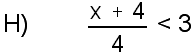 H) (x + 4)/4 < 3